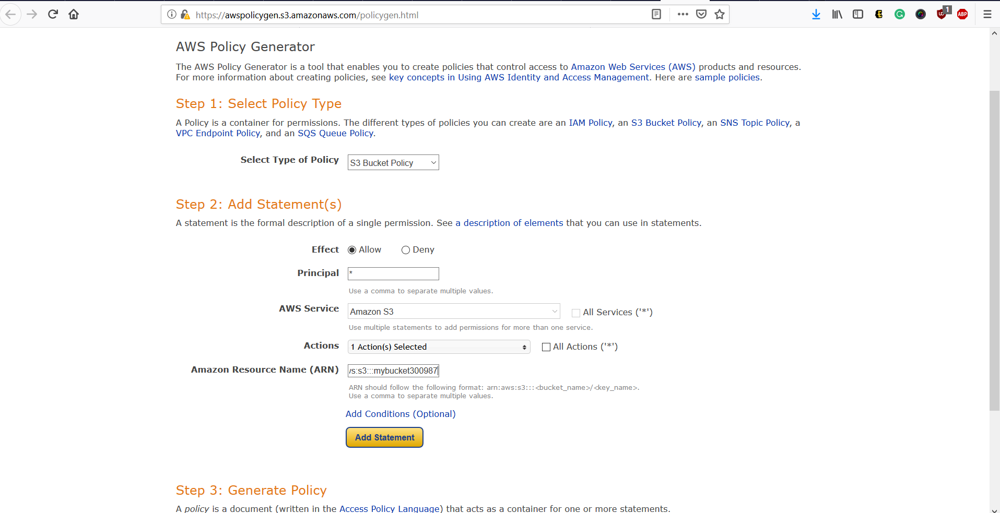 https://awspolicygen.s3.amazonaws.com/policygen.html
1
ABP
AWS Policy Generator
The AWS Policy Generator is a tool that enables you to create policies that control access to Amazon Web Services (AWS) products and resources.
For more information about creating policies, see key concepts in Using AWS Identity and Access Management. Here are sample policies.
Step 1: Select Policy Type
A Policy is a container for permissions. The different types of policies you can create are an IAM Policy, an S3 Bucket Policy, an SNS Topic Policy, a
VPC Endpoint Policy, and an SQS Queue Policy.
Select Type of Policy S3 Bucket Policy
Step 2: Add Statement(s)
A statement is the formal description of a single permission. See a description of elements that you can use in statements.
Effect Allow Deny
Principal *
Use a comma to separate multiple values.
AWS Service Amazon S3 All Services ('*')
Use multiple statements to add permissions for more than one service.
Actions 1 Action(s) Selected All Actions ('*')
Amazon Resource Name (ARN) s:s3:::mybucket300987
ARN should follow the following format: arn:aws:s3:::<bucket_name>/<key_name>.
Use a comma to separate multiple values.
Add Conditions (Optional)
Add Statement
Step 3: Generate Policy
A policy is a document (written in the Access Policy Language) that acts as a container for one or more statements.